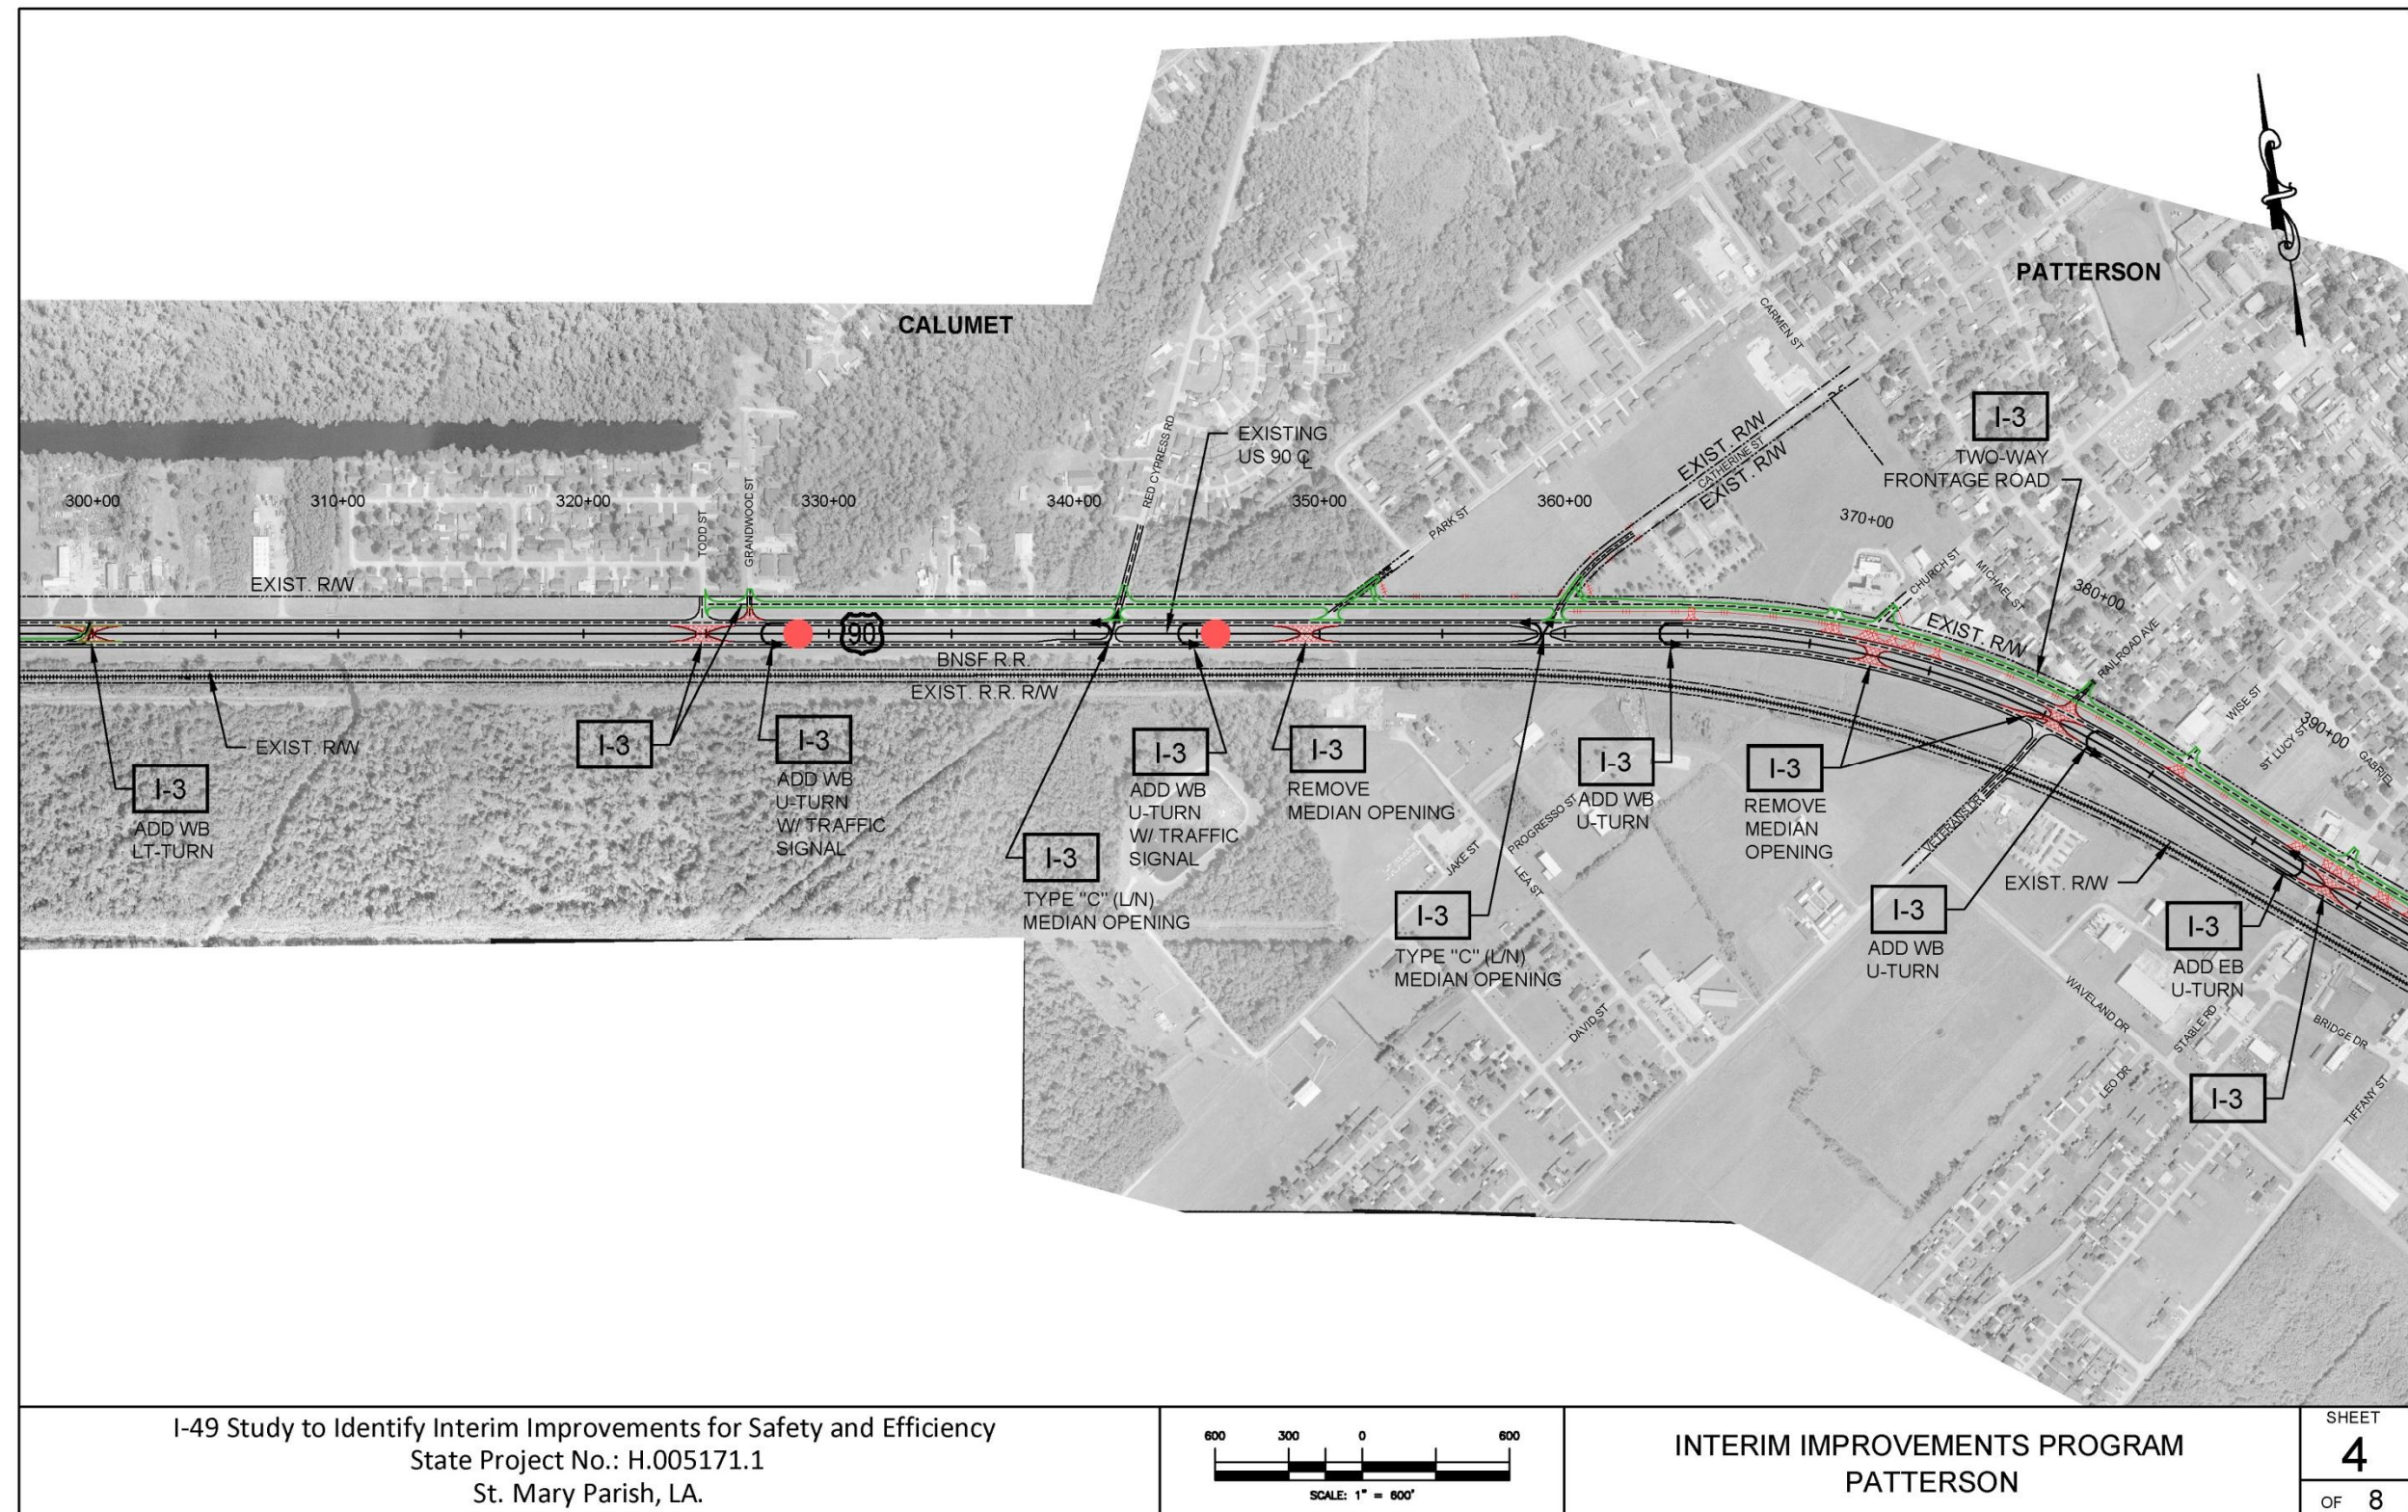 PATTERSON
CALUMET
CARMEN ST
EXISTING
US 90 ℄
RED CYPRESS RD
EXIST. R/W
CATHERINE ST
EXIST. R/W
I-3
TWO-WAY
FRONTAGE ROAD
300+00
310+00
320+00
330+00
340+00
350+00
360+00
370+00
380+00
390+00
TODD ST
GRANDWOOD ST
PARK ST
CHURCH ST
MICHAEL ST
RAILROAD AVE
WISE ST
ST LUCY ST
GABRIEL
EXIST. R/W
EXIST. R/W
90
BNSF R.R.
EXIST. R.R. R/W
EXIST. R/W
I-3
ADD WB
LT-TURN
I-3
I-3
ADD WB
U-TURN
W/ TRAFFIC
SIGNAL
I-3
TYPE "C" (L/N)
MEDIAN OPENING
I-3
ADD WB
U-TURN
W/ TRAFFIC
SIGNAL
I-3
REMOVE
MEDIAN OPENING
I-3
TYPE "C" (L/N)
MEDIAN OPENING
I-3
ADD WB
U-TURN
I-3
REMOVE
MEDIAN
OPENING
I-3
ADD WB
U-TURN
EXIST. R/W
I-3
ADD EB
U-TURN
I-3
JAKE ST
PROGRESSO ST
LEA ST
DAVID ST
VETERANS DR
WAVELAND DR
STABLE RD
BRIDGE DR
LEO DR
TIFFANY ST
I-49 Study to Identify Interim Improvements for Safety and Efficiency
State Project No.: H.005171.1
St. Mary Parish, LA.
600 300 0 600
SCALE: 1" = 600'
INTERIM IMPROVEMENTS PROGRAM
PATTERSON
SHEET
4
OF 8